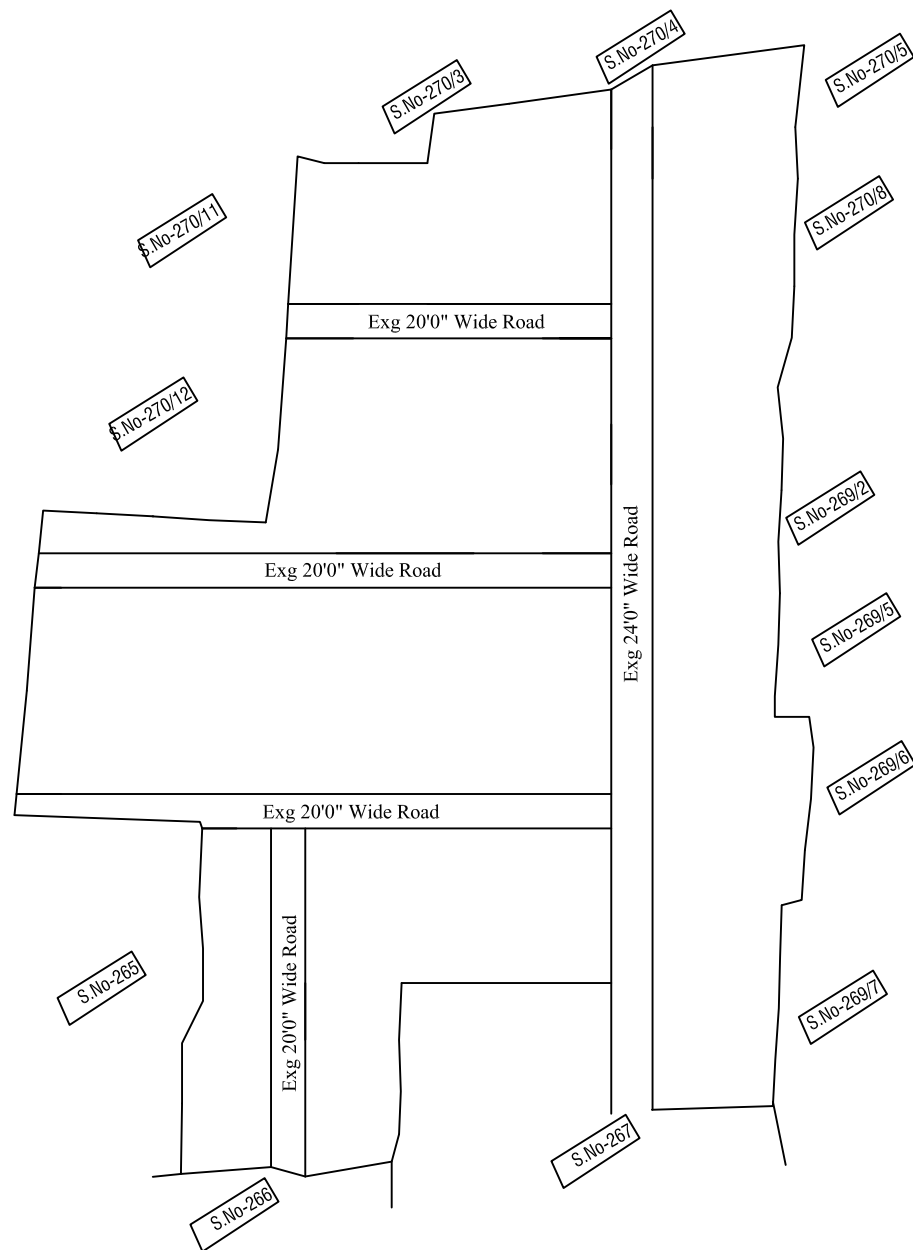 S.No-270/4
S.No-270/5
S.No-270/3
S.No-270/8
S.No-270/11
Exg 20'0" Wide Road
S.No-270/12
S.No-269/2
Exg 20'0" Wide Road
Exg 24'0" Wide Road
S.No-269/5
S.No-269/6
Exg 20'0" Wide Road
Exg 20'0" Wide Road
S.No-265
S.No-269/7
S.No-267
S.No-266